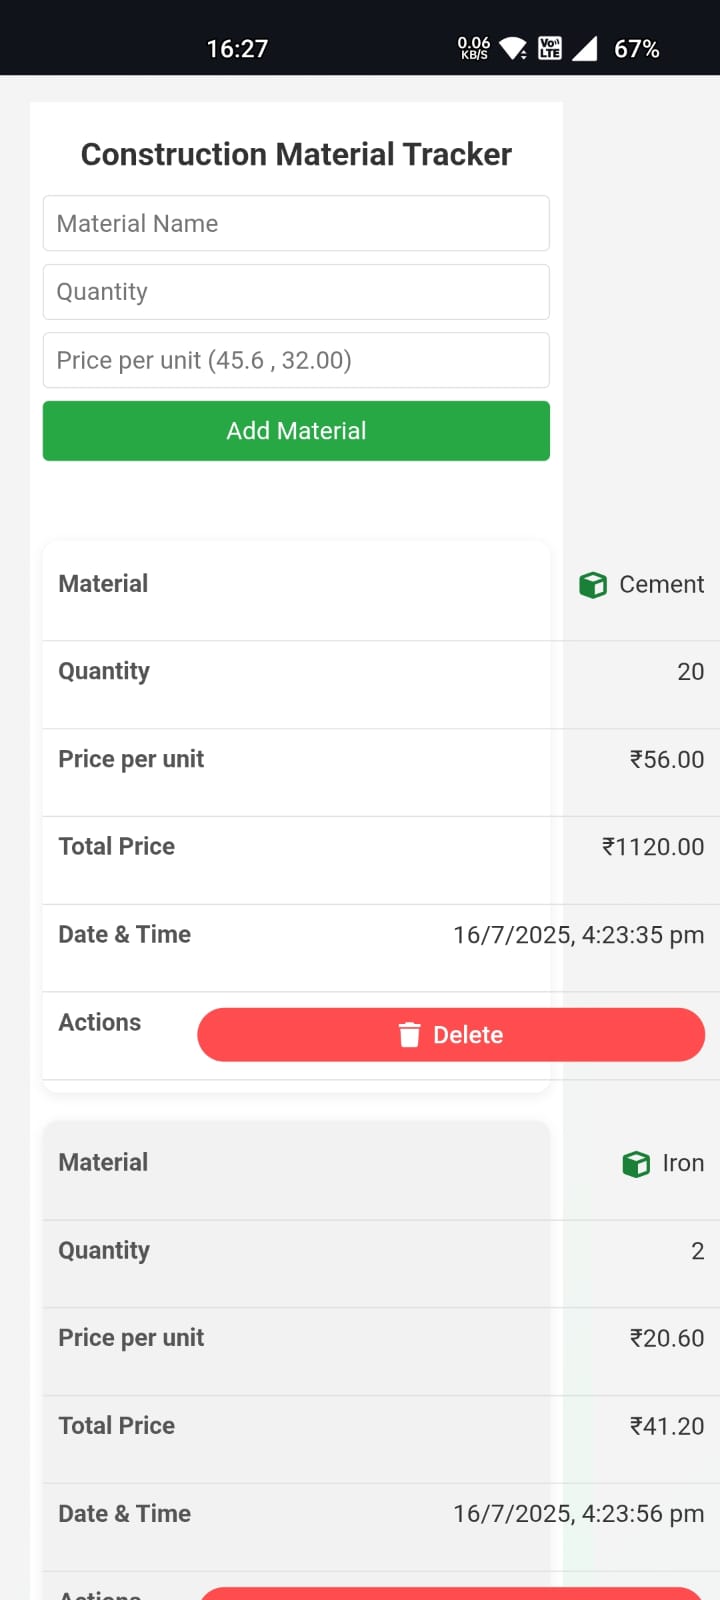 16:27 0.06 KB/S Vo)) LTE 67%
Construction Material Tracker
Material Name
Quantity
Price per unit (45.6 , 32.00)
Add Material
Material Cement
Quantity 20
Price per unit ₹56.00
Total Price ₹1120.00
Date & Time 16/7/2025, 4:23:35 pm
Actions Delete
Material Iron
Quantity 2
Price per unit ₹20.60
Total Price ₹41.20
Date & Time 16/7/2025, 4:23:56 pm
Actions